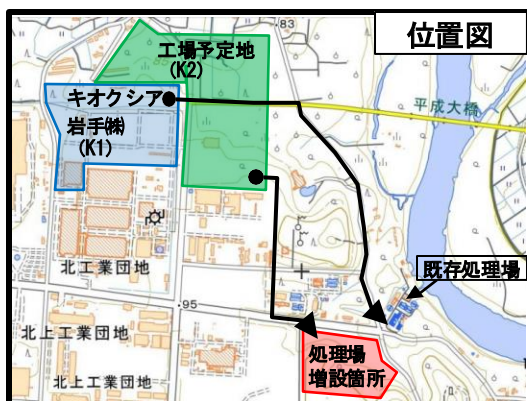 位置図
.83
工場予定地
(K2)
キオクシア
岩手㈱
(K1)
平成大橋
北工業団地
既存処理場
.95
北上工業団地
処理場
増設箇所
北上工業団地